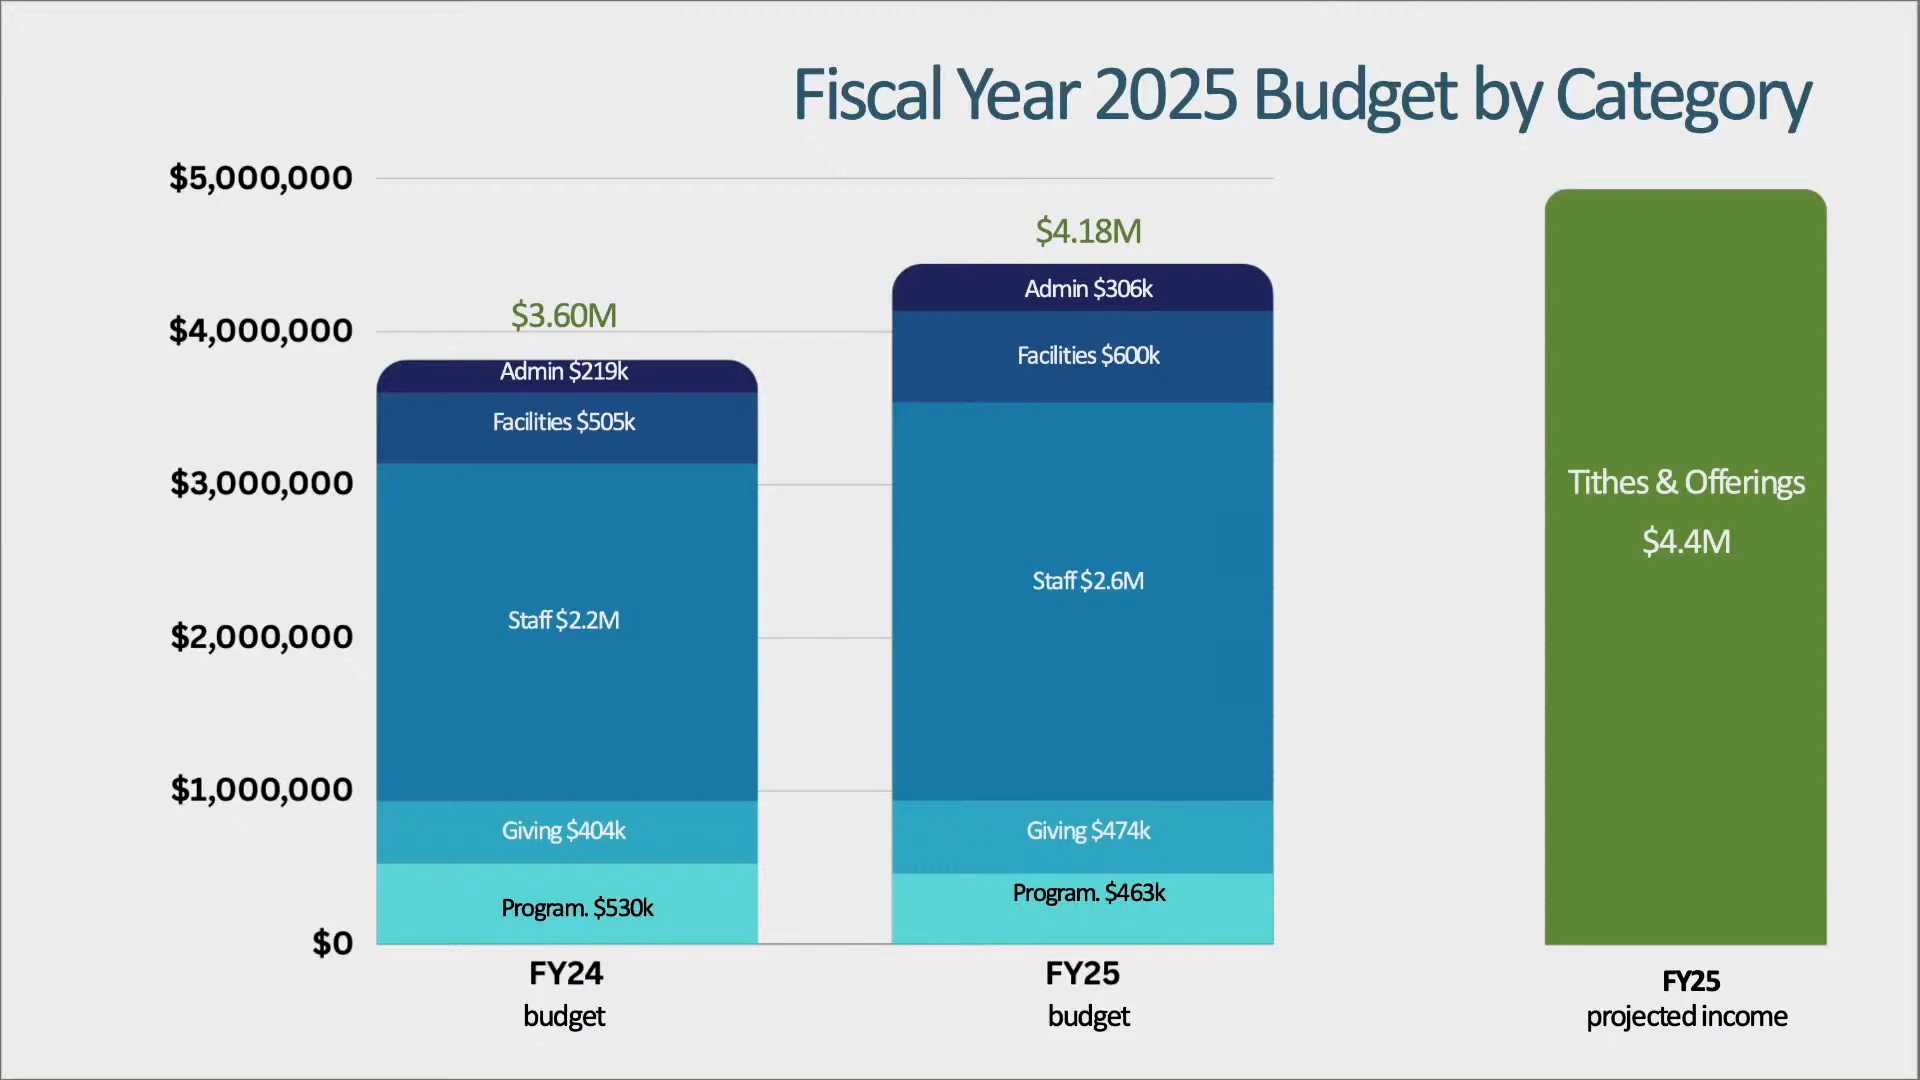 Fiscal Year 2025 Budget by Category
$5,000,000
$4,000,000
$3,000,000
$2,000,000
$1,000,000
$0
$3.60M
Admin $219k
Facilities $505k
Staff $2.2M
Giving $404k
Program. $530k
FY24
budget
$4.18M
Admin $306k
Facilities $600k
Staff $2.6M
Giving $474k
Program. $463k
FY25
budget
Tithes & Offerings
$4.4M
FY25
projected income